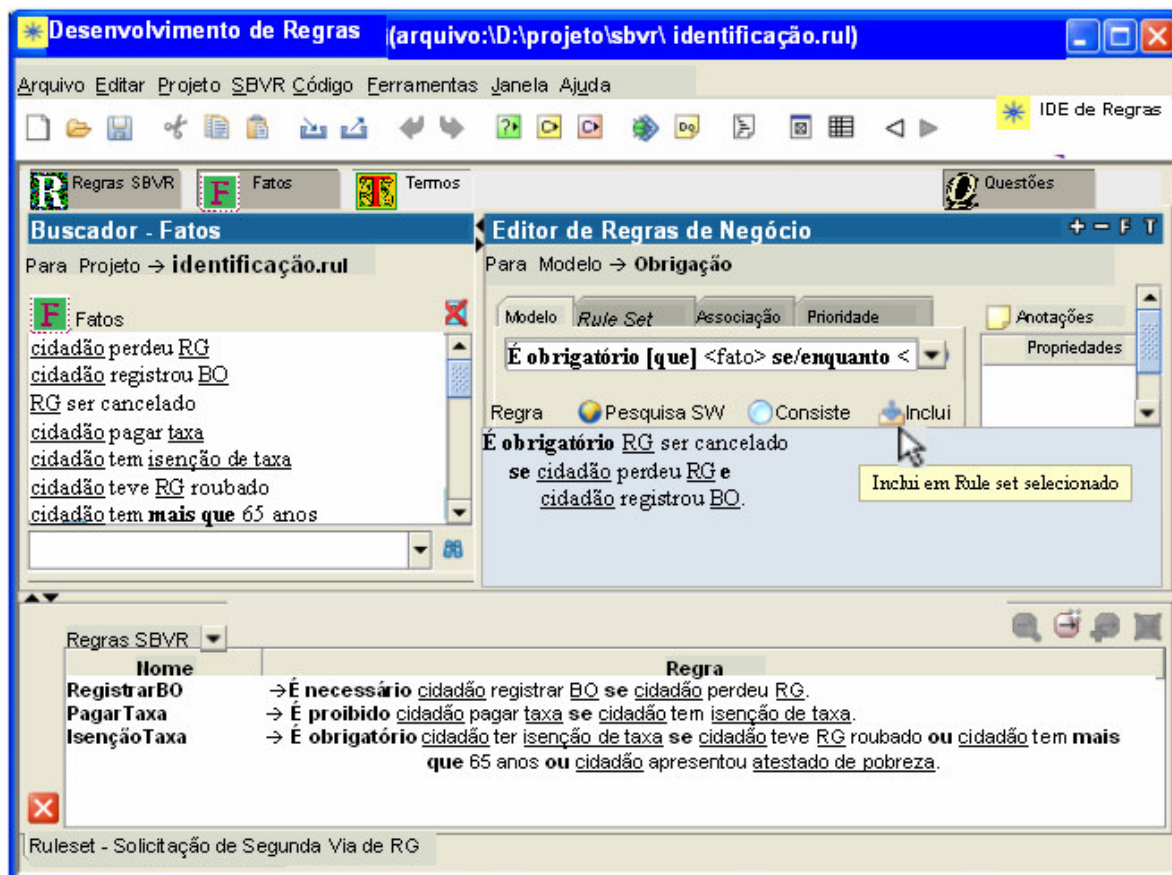 Desenvolvimento de Regras (arquivo:\D:\projeto\sbvr\ identificação.rul)
Arquivo Editar Projeto SBVR Código Ferramentas Janela Ajuda
IDE de Regras
Regras SBVR
Fatos
Termos
Questões
Buscador - Fatos
Para Projeto → identificação.rul
Fatos
cidadão perdeu RG
cidadão registrou BO
RG ser cancelado
cidadão pagar taxa
cidadão tem isenção de taxa
cidadão teve RG roubado
cidadão tem mais que 65 anos
Editor de Regras de Negócio
+ − F T
Para Modelo → Obrigação
Modelo Rule Set Associação Prioridade
É obrigatório [que] <fato> se/enquanto <
Anotações
Propriedades
Regra Pesquisa SW Consiste Inclui
É obrigatório RG ser cancelado
se cidadão perdeu RG e
cidadão registrou BO.
Inclui em Rule set selecionado
Regras SBVR
Nome Regra
RegistrarBO → É necessário cidadão registrar BO se cidadão perdeu RG.
PagarTaxa → É proibido cidadão pagar taxa se cidadão tem isenção de taxa.
IsençãoTaxa → É obrigatório cidadão ter isenção de taxa se cidadão teve RG roubado ou cidadão tem mais
que 65 anos ou cidadão apresentou atestado de pobreza.
Ruleset - Solicitação de Segunda Via de RG